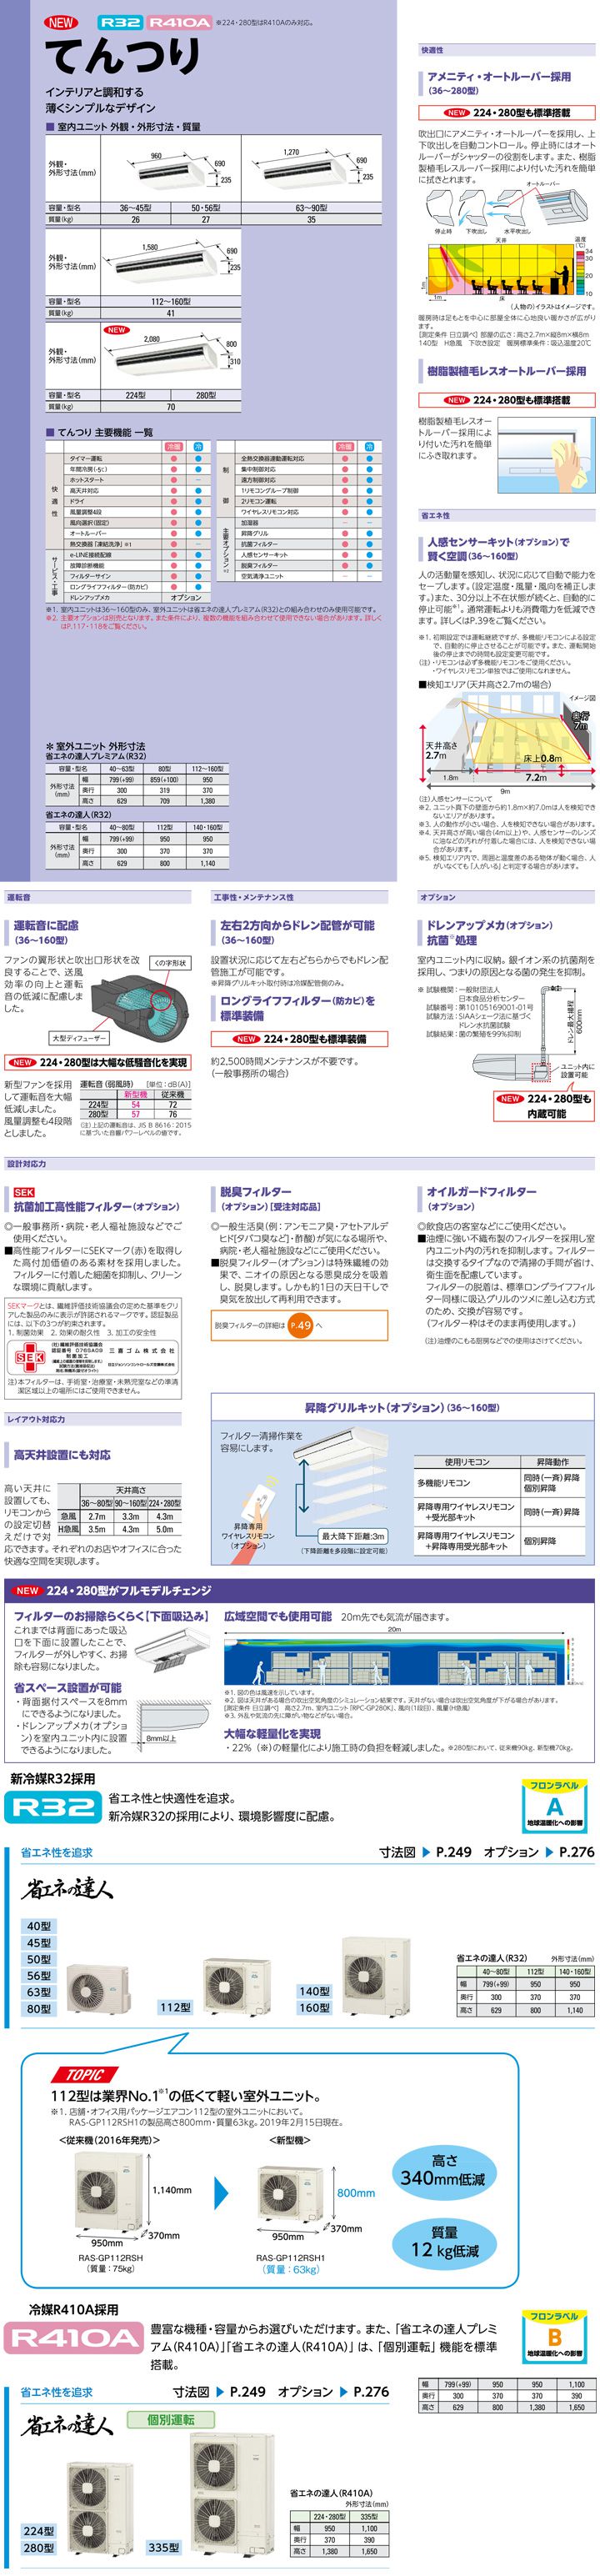 NEW R32 R410A ※224・280型はR410Aのみ対応。
てんつり
インテリアと調和する
薄くシンプルなデザイン
■ 室内ユニット 外観・外形寸法・質量
外観・外形寸法(mm) 960 690 235 1,270 690 235
容量・型名 36〜45型 50・56型 63〜90型
質量(kg) 26 27 35
外観・外形寸法(mm) 1,580 690 235
容量・型名 112〜160型
質量(kg) 41
NEW
外観・外形寸法(mm) 2,080 800 310
容量・型名 224型 280型
質量(kg) 70
■ てんつり 主要機能 一覧
冷暖 冷
快適性
タイマー運転 ● ●
年間冷房(-5℃) ● ●
ホットスタート ● −
高天井対応 ● ●
ドライ ● ●
風量調整4段 ● ●
風向選択(固定) ● ●
オートルーバー ● ●
熱交換器「凍結洗浄」※1 ● −
サービス・工事
e-LINE接続配線 ● ●
故障診断機能 ● ●
フィルターサイン ● ●
ロングライフフィルター(防カビ) ● ●
ドレンアップメカ オプション
冷暖 冷
制御
全熱交換器連動運転対応 ● ●
集中制御対応 ● ●
遠方制御対応 ● ●
1リモコングループ制御 ● ●
2リモコン運転 ● ●
ワイヤレスリモコン対応 ● ●
主要オプション※2
加湿器 − −
昇降グリル ● ●
抗菌フィルター ● ●
人感センサーキット ● ●
脱臭フィルター ● ●
空気清浄ユニット − −
※1. 室内ユニットは36〜160型のみ、室外ユニットは省エネの達人プレミアム(R32)との組み合わせのみ使用可能です。
※2. 主要オプションは別売となります。また条件により、複数の機能を組み合わせて使用できない場合があります。詳しくはP.117・118をご覧ください。
＊ 室外ユニット 外形寸法
省エネの達人プレミアム(R32)
容量・型名 40〜63型 80型 112〜160型
外形寸法(mm)
幅 799(+99) 859(+100) 950
奥行 300 319 370
高さ 629 709 1,380
省エネの達人(R32)
容量・型名 40〜80型 112型 140・160型
外形寸法(mm)
幅 799(+99) 950 950
奥行 300 370 370
高さ 629 800 1,140
快適性
アメニティ・オートルーバー採用
(36〜280型)
NEW 224・280型も標準搭載
吹出口にアメニティ・オートルーバーを採用し、上
下吹出しを自動コントロール。停止時にはオート
ルーバーがシャッターの役割をします。また、樹脂
製植毛レスルーバー採用により付いた汚れを簡単
に拭きとれます。
オートルーバー
停止時 下吹出し 水平吹出し
天井 温度(℃) 34 30 20 10
1m 1m 床
(人物の)イラストはイメージです。
暖房時は足もとを中心に部屋全体に心地良い暖かさが広がります。
[測定条件 日立調べ] 部屋の広さ：高さ2.7m×縦8m×横8m
140型 H急風 下吹き設定 暖房標準条件：吸込温度20℃
樹脂製植毛レスオートルーバー採用
NEW 224・280型も標準搭載
樹脂製植毛レスオー
トルーバー採用によ
り付いた汚れを簡単
にふき取れます。
省エネ性
人感センサーキット(オプション)で
賢く空調(36〜160型)
人の活動量を感知し、状況に応じて自動で能力を
セーブします。(設定温度・風量・風向を補正しま
す。)また、30分以上不在状態が続くと、自動的に
停止可能※1。通常運転よりも消費電力を低減でき
ます。詳しくはP.39をご覧ください。
※1. 初期設定では運転継続ですが、多機能リモコンによる設定
で、自動的に停止させることが可能です。また、運転開始
後の停止までの時間も設定変更可能です。
(注)・リモコンは必ず多機能リモコンをご使用ください。
・ワイヤレスリモコン単独ではご使用になれません。
■検知エリア(天井高さ2.7mの場合)
イメージ図
奥行 7m
天井高さ 2.7m
床上0.8m
1.8m 7.2m
9m
(注)人感センサーについて
※2. ユニット真下の壁面から約1.8m×約7.0mは人を検知できないエリアがあります。
※3. 人の動作が小さい場合、人を検知できない場合があります。
※4. 天井高さが高い場合(4m以上)や、人感センサーのレンズに油などの汚れが付着した場合には、人を検知できない場合があります。
※5. 検知エリア内で、周囲と温度差のある物体が動く場合、人がいなくても「人がいる」と判定する場合があります。
運転音
運転音に配慮
(36〜160型)
ファンの翼形状と吹出口形状を改
良することで、送風
効率の向上と運転
音の低減に配慮しま
した。
くの字形状
大型ディフューザー
NEW 224・280型は大幅な低騒音化を実現
新型ファンを採用
して運転音を大幅
低減しました。
風量調整も4段階
としました。
運転音(弱風時) [単位：dB(A)]
新型機 従来機
224型 54 72
280型 57 76
(注)上記の運転音は、JIS B 8616：2015
に基づいた音響パワーレベルの値です。
工事性・メンテナンス性
左右2方向からドレン配管が可能
(36〜160型)
設置状況に応じて左右どちらからでもドレン配
管施工が可能です。
※昇降グリルキット取付時は冷媒配管側のみ。
ロングライフフィルター(防カビ)を
標準装備
NEW 224・280型も標準装備
約2,500時間メンテナンスが不要です。
(一般事務所の場合)
オプション
ドレンアップメカ(オプション)
抗菌※処理
室内ユニット内に収納。銀イオン系の抗菌剤を
採用し、つまりの原因となる菌の発生を抑制。
※ 試験機関：一般財団法人
日本食品分析センター
試験番号：第10105169001-01号
試験方法：SIAAシェーク法に基づく
ドレン水抗菌試験
試験結果：菌の繁殖を99%抑制
ドレン最大揚程 600mm
ユニット内に
設置可能
NEW 224・280型も
内蔵可能
設計対応力
SEK
抗菌加工高性能フィルター(オプション)
◎一般事務所・病院・老人福祉施設などでご
使用ください。
■高性能フィルターにSEKマーク(赤)を取得し
た高付加価値のある素材を採用しました。
フィルターに付着した細菌を抑制し、クリーン
な環境に貢献します。
SEKマークとは、繊維評価技術協議会の定めた基準をクリ
アした製品のみに表示が許諾されるマークです。認証製品
には、以下の3つが約束されます。
1. 制菌効果 2. 効果の耐久性 3. 加工の安全性
SEK
制菌加工
三喜ゴム株式会社
注)本フィルターは、手術室・治療室・未熟児室などの準清
潔区域以上の場所にはご使用できません。
脱臭フィルター
(オプション)[受注対応品]
◎一般生活臭(例：アンモニア臭・アセトアルデ
ヒド[タバコ臭など]・酢酸)が気になる場所や、
病院・老人福祉施設などにご使用ください。
■脱臭フィルター(オプション)は特殊繊維の効
果で、ニオイの原因となる悪臭成分を吸着
し、脱臭します。しかも約1日の天日干しで
臭気を放出して再利用できます。
脱臭フィルターの詳細は P.49 へ
オイルガードフィルター
(オプション)
◎飲食店の客室などにご使用ください。
■油煙に強い不織布製のフィルターを採用し室
内ユニット内の汚れを抑制します。フィルター
は交換するタイプなので清掃の手間が省け、
衛生面を配慮しています。
フィルターの脱着は、標準ロングライフフィル
ター同様に吸込グリルのツメに差し込む方式
のため、交換が容易です。
(フィルター枠はそのまま再使用します。)
(注)油煙のこもる厨房などでの使用はさけてください。
レイアウト対応力
高天井設置にも対応
高い天井に
設置しても、
リモコンから
の設定切替
えだけで対
応できます。それぞれのお店やオフィスに合った
快適な空間を実現します。
天井高さ
36〜80型 90〜160型 224・280型
急風 2.7m 3.3m 4.3m
H急風 3.5m 4.3m 5.0m
昇降グリルキット(オプション)(36〜160型)
フィルター清掃作業を
容易にします。
昇降専用
ワイヤレスリモコン
(オプション)
最大降下距離：3m
(下降距離を多段階に設定可能)
使用リモコン 昇降動作
多機能リモコン 同時(一斉)昇降 個別昇降
昇降専用ワイヤレスリモコン+受光部キット 同時(一斉)昇降
昇降専用ワイヤレスリモコン+昇降専用受光部キット 個別昇降
NEW 224・280型がフルモデルチェンジ
フィルターのお掃除らくらく【下面吸込み】
これまでは背面にあった吸込
口を下面に設置したことで、
フィルターが外しやすく、お掃
除も容易になりました。
省スペース設置が可能
・背面据付スペースを8mm
にできるようになりました。
・ドレンアップメカ(オプショ
ン)を室内ユニット内に設置
できるようになりました。
8mm以上
広域空間でも使用可能 20m先でも気流が届きます。
20m
※1. 図の色は風速を示しています。
※2. 図は天井がある場合の吹出空気角度のシミュレーション結果です。天井がない場合は吹出空気角度が下がる場合があります。
[測定条件 日立調べ] 高さ2.7m、室内ユニット[RPC-GP280K]、風向(1段目)、風量(H急風)
※3. 外乱や気流の先に障がい物などがない場合。
大幅な軽量化を実現
・22% (※)の軽量化により施工時の負担を軽減しました。 ※280型において、従来機90kg、新型機70kg。
新冷媒R32採用
R32
省エネ性と快適性を追求。
新冷媒R32の採用により、環境影響度に配慮。
フロンラベル
A
地球温暖化への影響
省エネ性を追求 寸法図 ▶ P.249 オプション ▶ P.276
省エネの達人
40型
45型
50型
56型
63型
80型
112型
140型
160型
省エネの達人(R32) 外形寸法(mm)
40〜80型 112型 140・160型
幅 799(+99) 950 950
奥行 300 370 370
高さ 629 800 1,140
TOPIC
112型は業界No.1※1の低くて軽い室外ユニット。
※1. 店舗・オフィス用パッケージエアコン112型の室外ユニットにおいて。
RAS-GP112RSH1の製品高さ800mm・質量63kg。2019年2月15日現在。
<従来機(2016年発売)> <新型機>
1,140mm
370mm
950mm
RAS-GP112RSH
(質量：75kg)
800mm
370mm
950mm
RAS-GP112RSH1
(質量：63kg)
高さ
340mm低減
質量
12 kg低減
冷媒R410A採用
R410A
豊富な機種・容量からお選びいただけます。また、「省エネの達人プレミ
アム(R410A)」「省エネの達人(R410A)」は、「個別運転」機能を標準
搭載。
フロンラベル
B
地球温暖化への影響
省エネ性を追求 寸法図 ▶ P.249 オプション ▶ P.276
幅 799(+99) 950 950 1,100
奥行 300 370 370 390
高さ 629 800 1,380 1,650
省エネの達人 個別運転
224型
280型
335型
省エネの達人(R410A)
外形寸法(mm)
224・280型 335型
幅 950 1,100
奥行 370 390
高さ 1,380 1,650